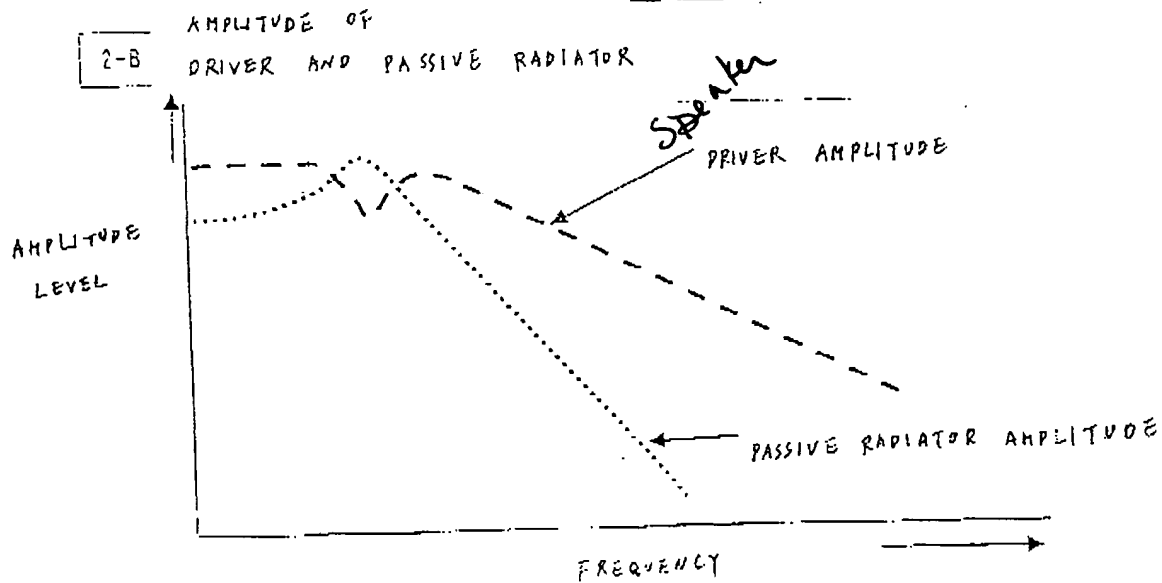 AMPLITUDE OF
2-B DRIVER AND PASSIVE RADIATOR
Speaker
DRIVER AMPLITUDE
AMPLITUDE
LEVEL
PASSIVE RADIATOR AMPLITUDE
FREQUENCY